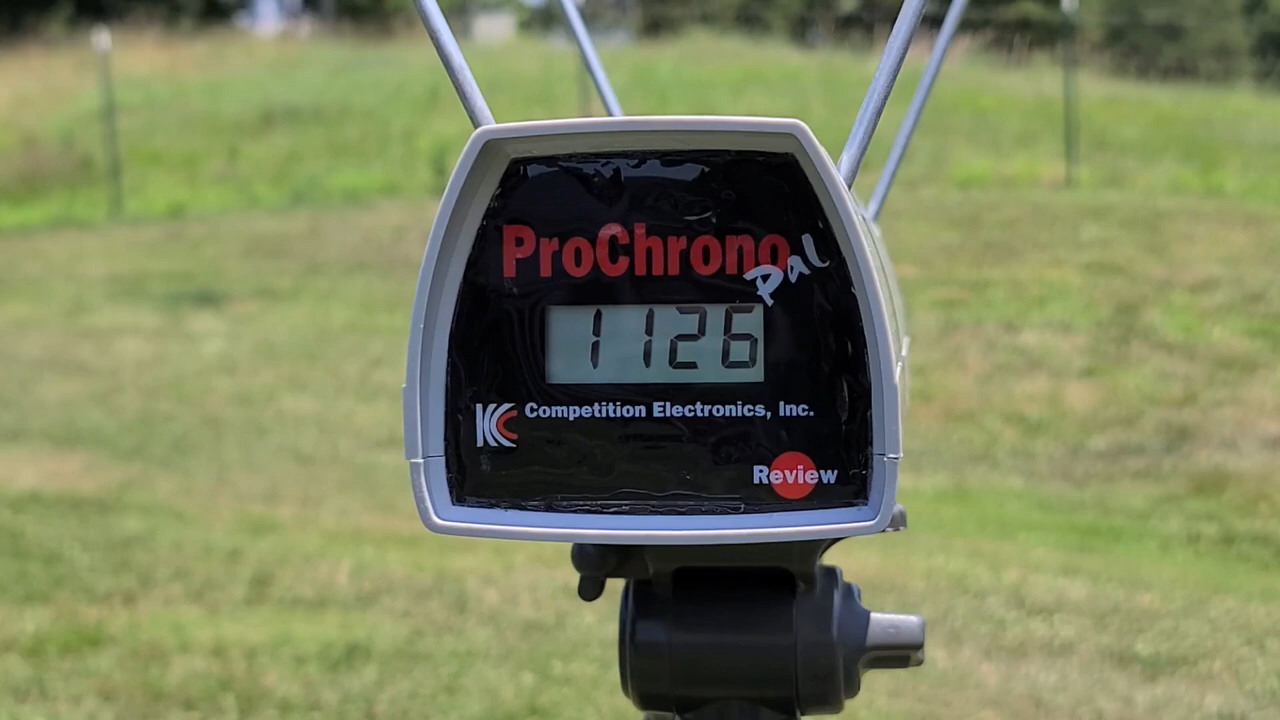 ProChrono
Pal
1126
Competition Electronics, Inc.
Review